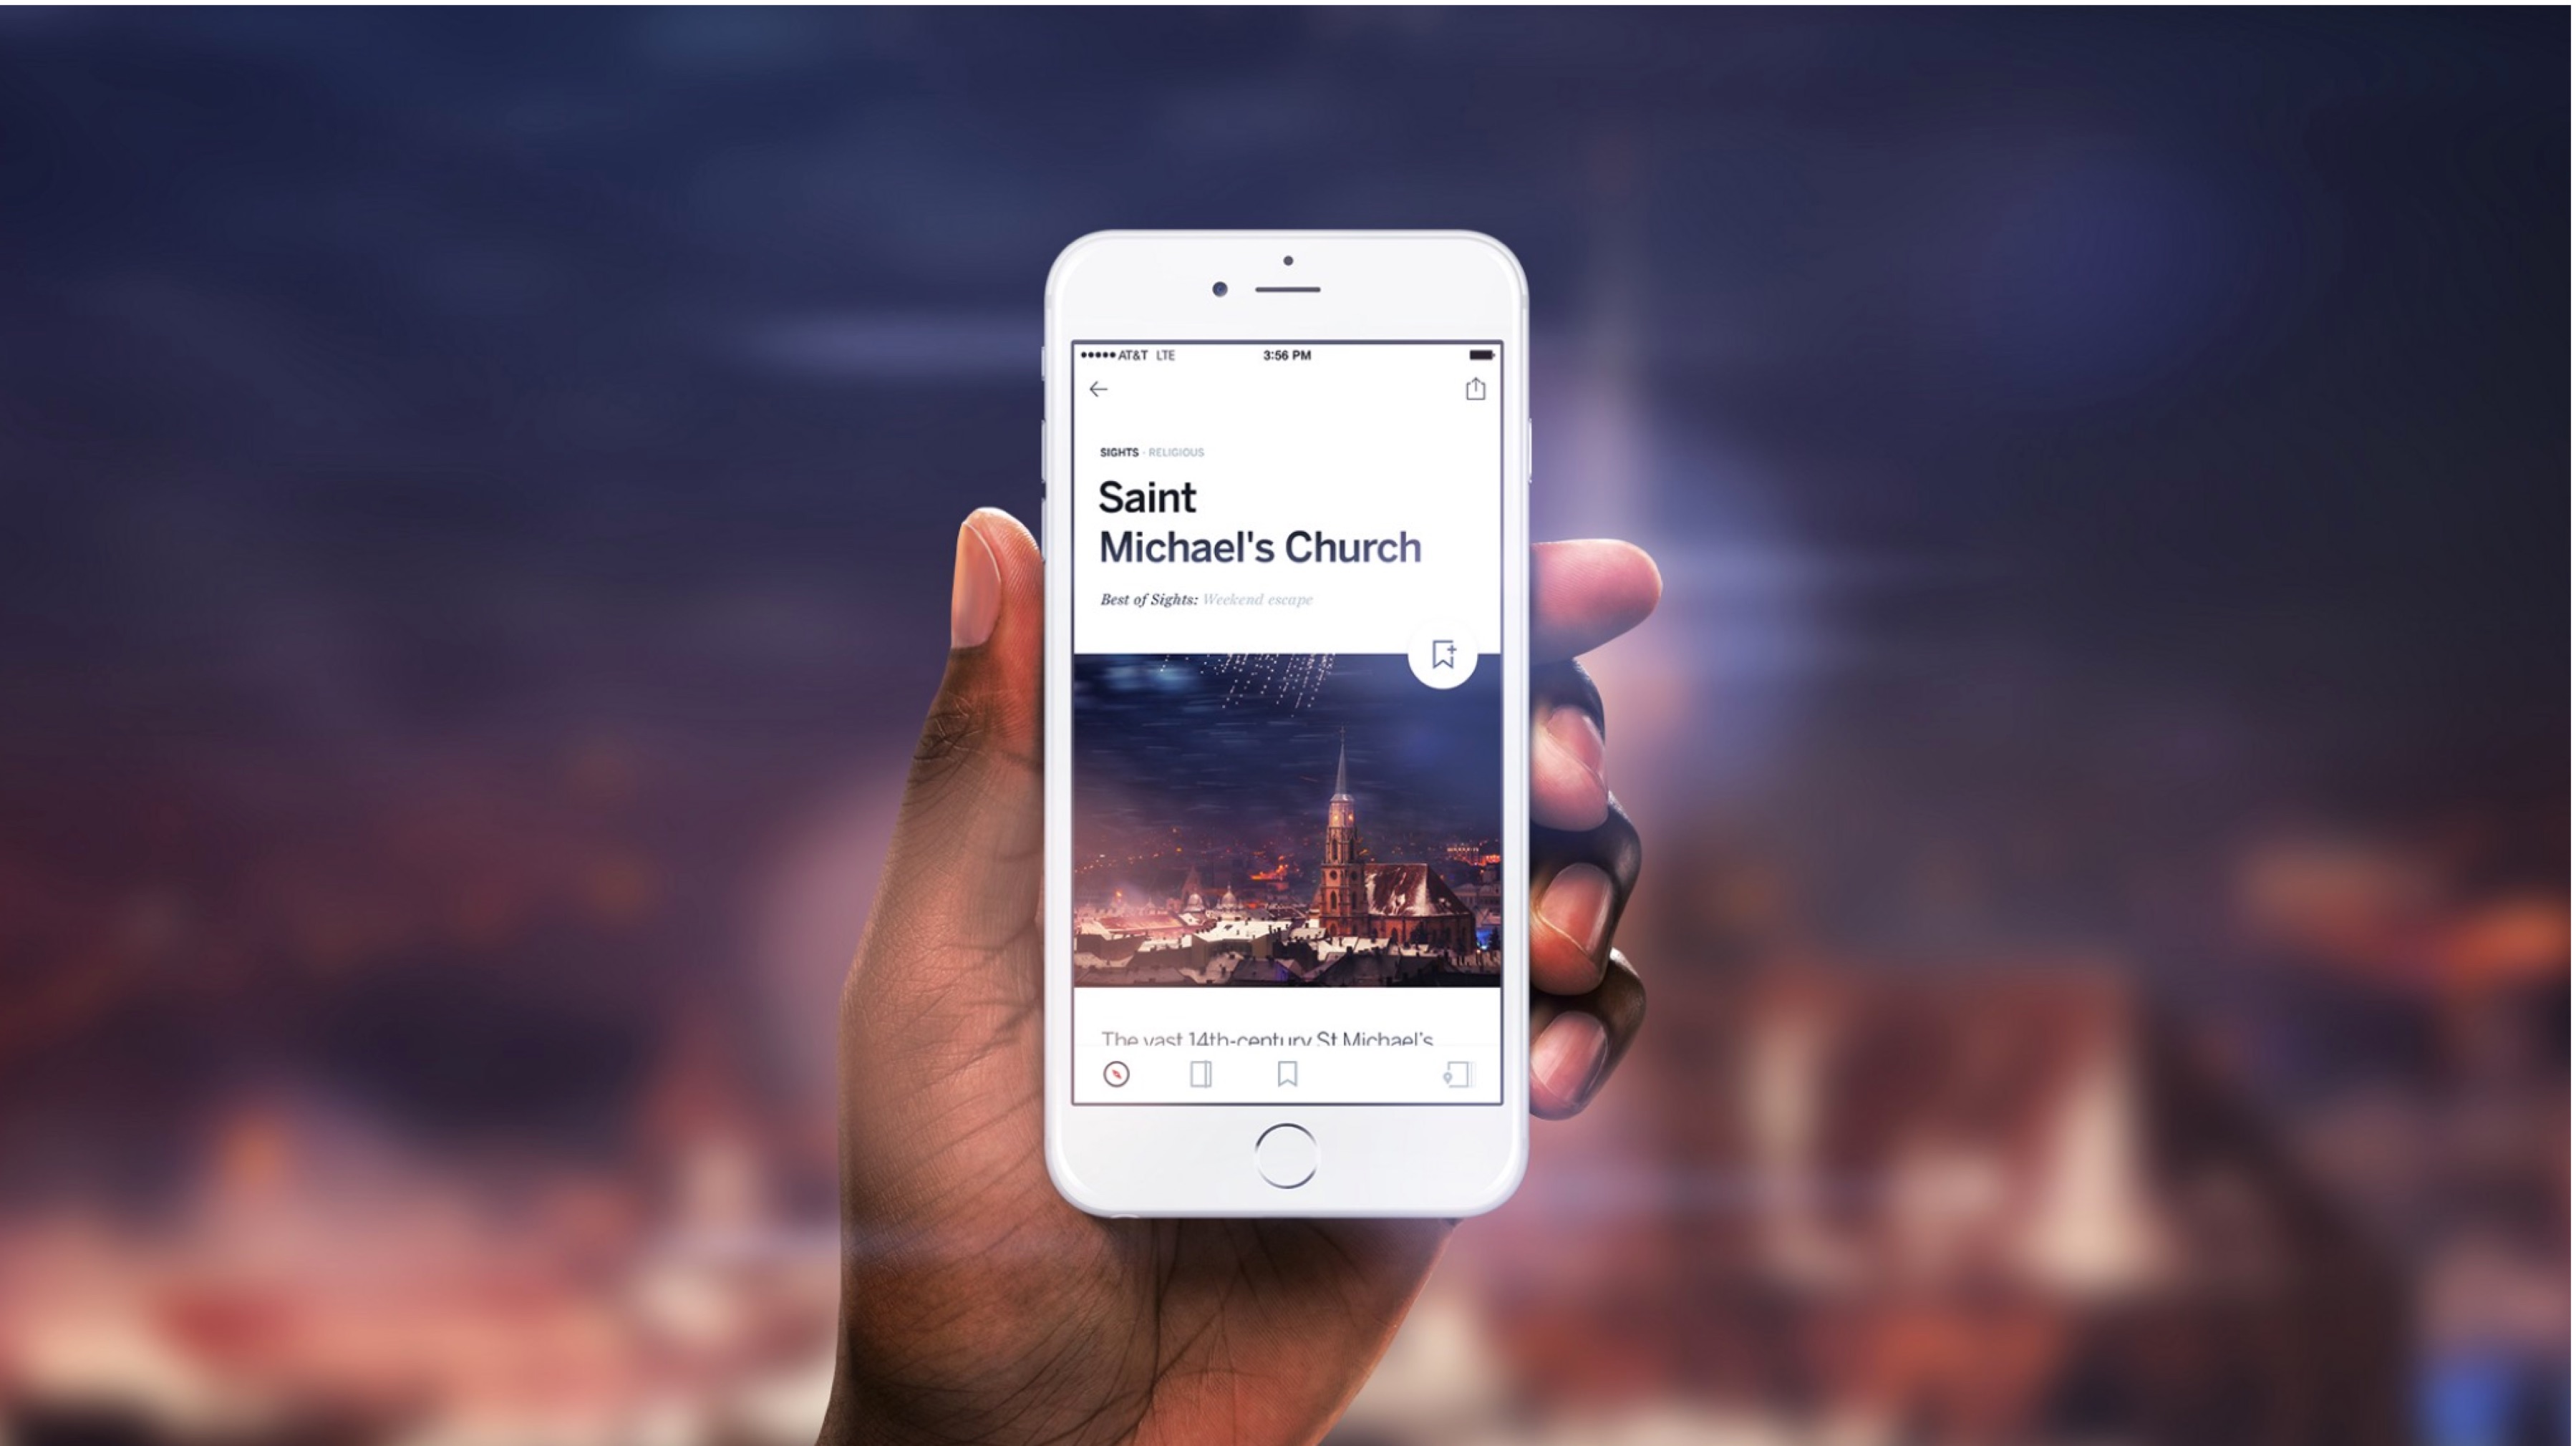 AT&T LTE 3:56 PM
SIGHTS · RELIGIOUS
Saint
Michael's Church
Best of Sights: Weekend escape
The vast 14th-century St Michael's